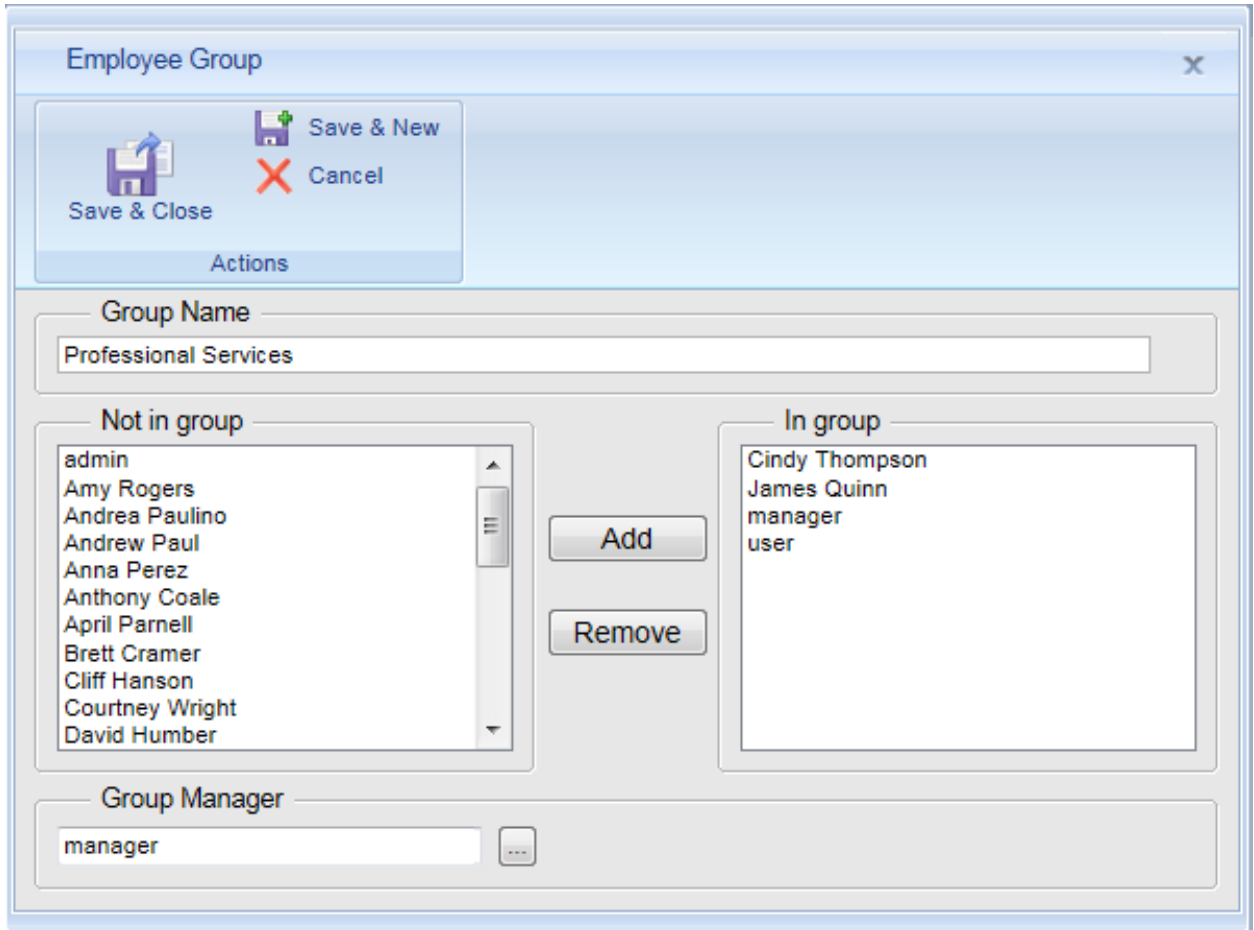 Employee Group
Save & New
Cancel
Save & Close
Actions
Group Name
Professional Services
Not in group
admin
Amy Rogers
Andrea Paulino
Andrew Paul
Anna Perez
Anthony Coale
April Parnell
Brett Cramer
Cliff Hanson
Courtney Wright
David Humber
Add
Remove
In group
Cindy Thompson
James Quinn
manager
user
Group Manager
manager
...